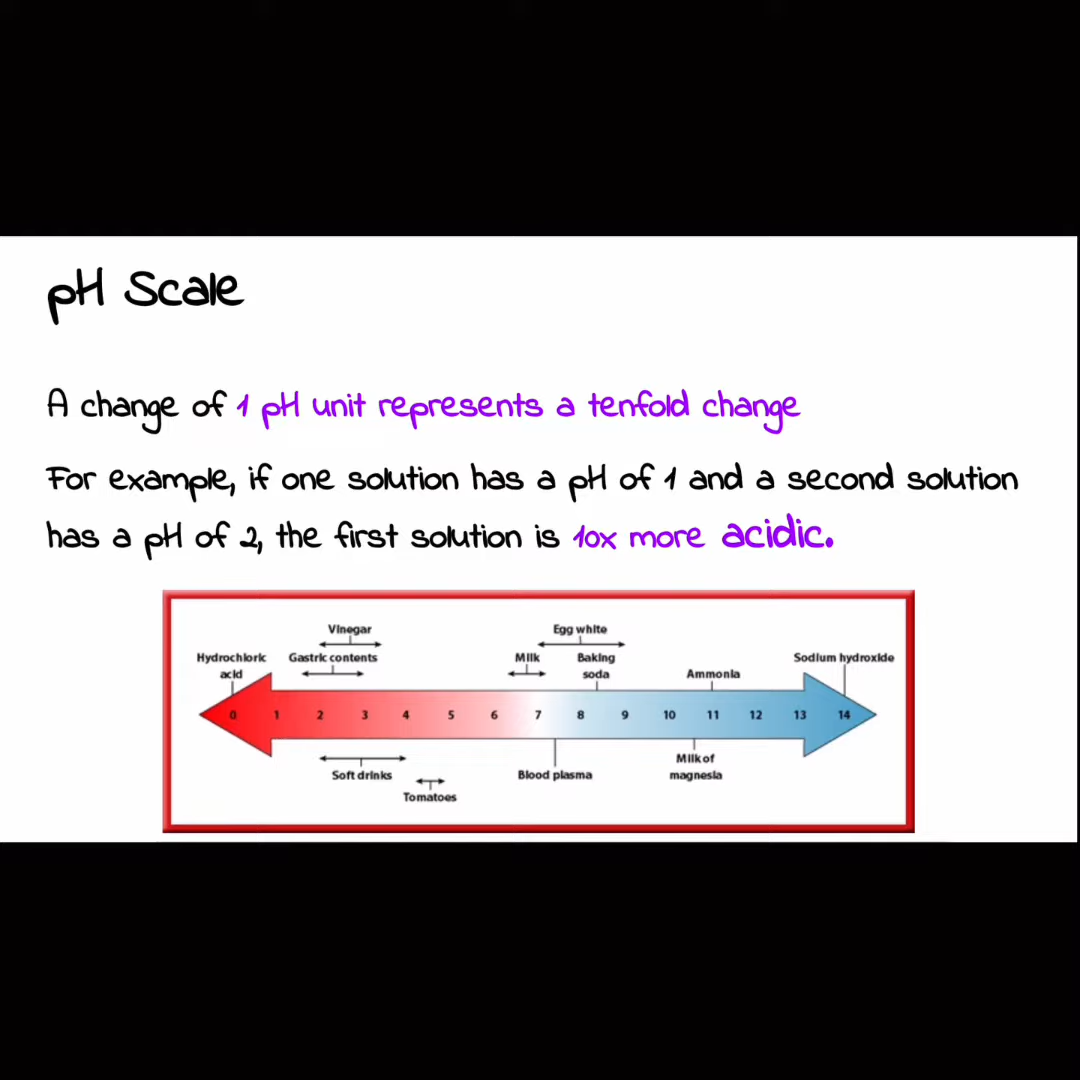 pH Scale
A change of 1 pH unit represents a tenfold change
For example, if one solution has a pH of 1 and a second solution
has a pH of 2, the first solution is 10x more acidic.
Vinegar
Egg white
Hydrochloric
acid
Gastric contents
Milk
Baking
soda
Ammonia
Sodium hydroxide
0 1 2 3 4 5 6 7 8 9 10 11 12 13 14
Soft drinks
Tomatoes
Blood plasma
Milk of
magnesia